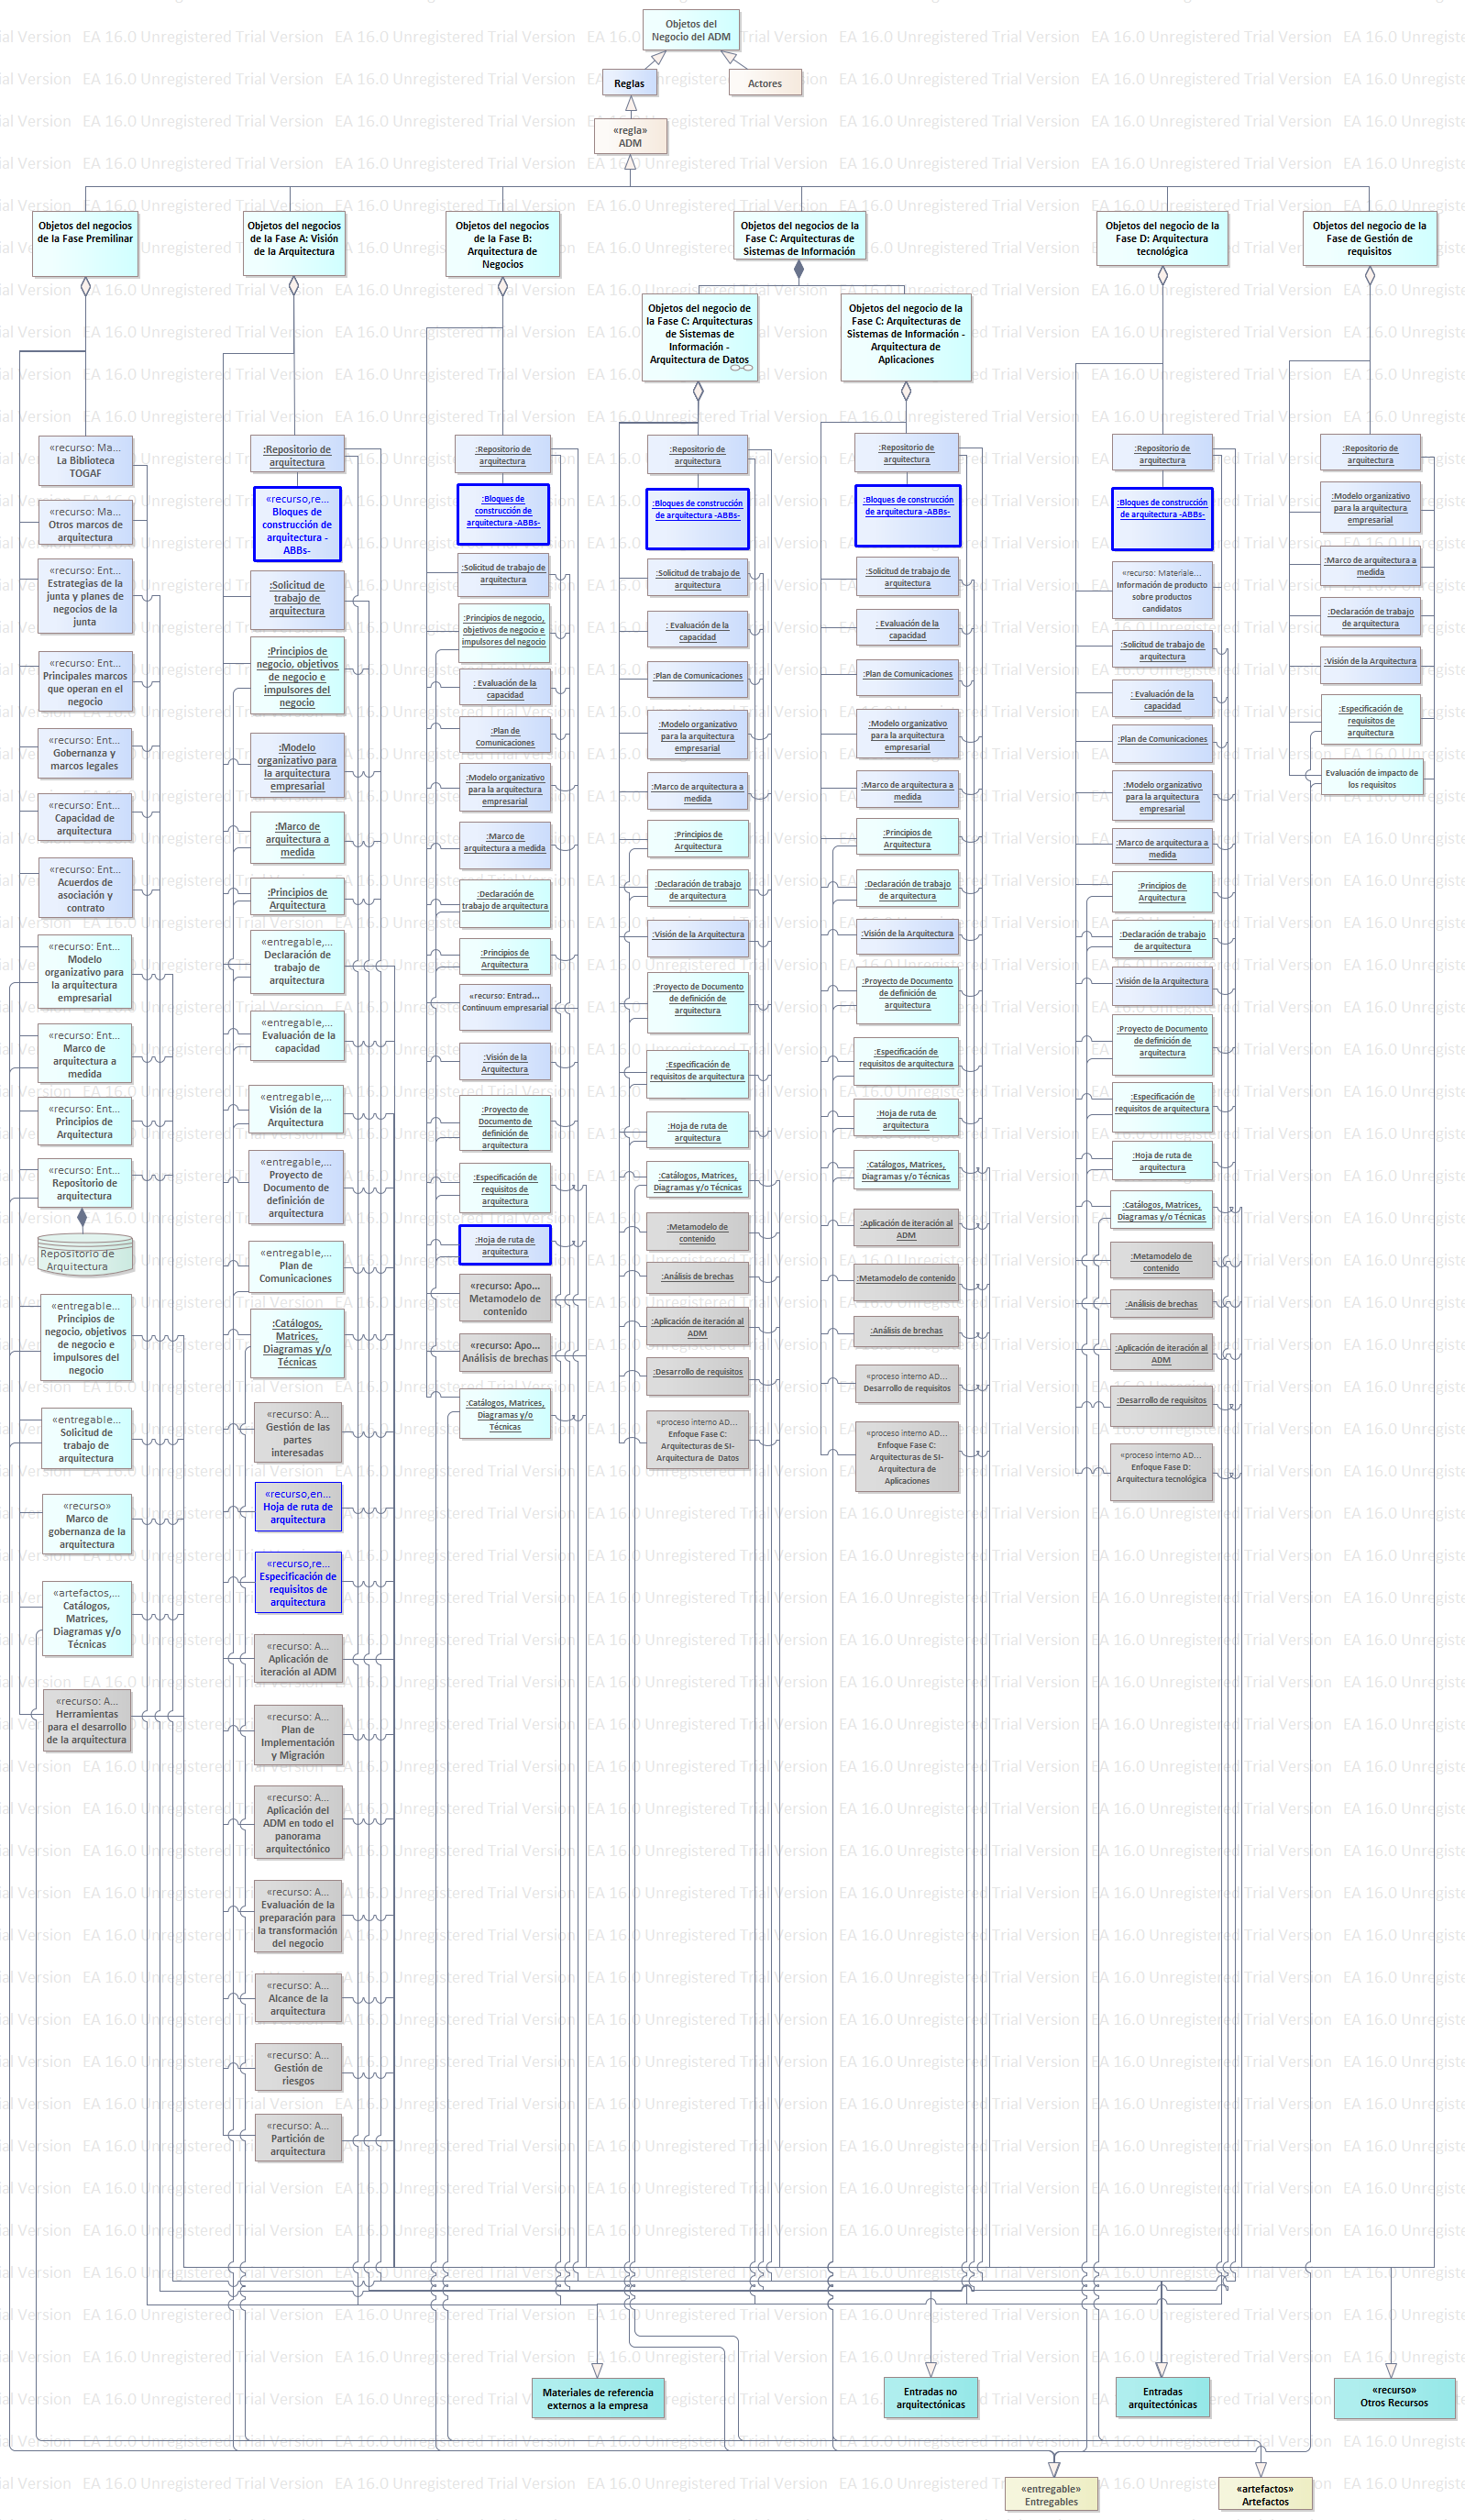 Objetos del
Negocio del ADM
Reglas
Actores
«regla»
ADM
Objetos del negocios
de la Fase Premilinar
Objetos del negocios
de la Fase A: Visión
de la Arquitectura
Objetos del negocios
de la Fase B:
Arquitectura de
Negocios
Objetos del negocios de la
Fase C: Arquitecturas de
Sistemas de Información
Objetos del negocio de la
Fase D: Arquitectura
tecnológica
Objetos del negocio de la
Fase de Gestión de
requisitos
Objetos del negocio de
la Fase C: Arquitecturas
de Sistemas de
Información -
Arquitectura de Datos
Objetos del negocio de la
Fase C: Arquitecturas de
Sistemas de Información -
Arquitectura de
Aplicaciones
«recurso: Ma...
La Biblioteca
TOGAF
«recurso: Ma...
Otros marcos de
arquitectura
«recurso: Ent...
Estrategias de la
junta y planes de
negocios de la
junta
«recurso: Ent...
Principales marcos
que operan en el
negocio
«recurso: Ent...
Gobernanza y
marcos legales
«recurso: Ent...
Capacidad de
arquitectura
«recurso: Ent...
Acuerdos de
asociación y
contrato
«recurso: Ent...
Modelo
organizativo para
la arquitectura
empresarial
«recurso: Ent...
Marco de
arquitectura a
medida
«recurso: Ent...
Principios de
Arquitectura
«recurso: Ent...
Repositorio de
arquitectura
Repositorio de
Arquitectura
«entregable...
Principios de
negocio, objetivos
de negocio e
impulsores del
negocio
«entregable...
Solicitud de
trabajo de
arquitectura
«recurso»
Marco de
gobernanza de la
arquitectura
«artefactos,...
Catálogos,
Matrices,
Diagramas y/o
Técnicas
«recurso: A...
Herramientas
para el desarrollo
de la arquitectura
:Repositorio de
arquitectura
«recurso,re...
Bloques de
construcción de
arquitectura -
ABBs-
:Solicitud de
trabajo de
arquitectura
:Principios de
negocio, objetivos
de negocio e
impulsores del
negocio
:Modelo
organizativo para
la arquitectura
empresarial
:Marco de
arquitectura a
medida
:Principios de
Arquitectura
«entregable,...
Declaración de
trabajo de
arquitectura
«entregable,...
Evaluación de la
capacidad
«entregable,...
Visión de la
Arquitectura
«entregable,...
Proyecto de
Documento de
definición de
arquitectura
«entregable,...
Plan de
Comunicaciones
:Catálogos,
Matrices,
Diagramas y/o
Técnicas
«recurso: A...
Gestión de las
partes
interesadas
«recurso,en...
Hoja de ruta de
arquitectura
«recurso,re...
Especificación de
requisitos de
arquitectura
«recurso: A...
Aplicación de
iteración al ADM
«recurso: A...
Plan de
Implementación
y Migración
«recurso: A...
Aplicación del
ADM en todo el
panorama
arquitectónico
«recurso: A...
Evaluación de la
preparación para
la transformación
del negocio
«recurso: A...
Alcance de la
arquitectura
«recurso: A...
Gestión de
riesgos
«recurso: A...
Partición de
arquitectura
:Repositorio de
arquitectura
:Bloques de
construcción de
arquitectura -ABBs-
:Solicitud de trabajo de
arquitectura
:Principios de negocio,
objetivos de negocio e
impulsores del negocio
: Evaluación de la
capacidad
:Plan de
Comunicaciones
:Modelo organizativo
para la arquitectura
empresarial
:Marco de
arquitectura a medida
:Declaración de
trabajo de arquitectura
:Principios de
Arquitectura
«recurso: Entrad...
Continuum empresarial
:Visión de la
Arquitectura
:Proyecto de
Documento de
definición de
arquitectura
:Especificación de
requisitos de
arquitectura
:Hoja de ruta de
arquitectura
«recurso: Apo...
Metamodelo de
contenido
«recurso: Apo...
Análisis de brechas
:Catálogos, Matrices,
Diagramas y/o
Técnicas
:Repositorio de
arquitectura
:Bloques de construcción
de arquitectura -ABBs-
:Solicitud de trabajo de
arquitectura
: Evaluación de la
capacidad
:Plan de Comunicaciones
:Modelo organizativo
para la arquitectura
empresarial
:Marco de arquitectura a
medida
:Principios de
Arquitectura
:Declaración de trabajo
de arquitectura
:Visión de la Arquitectura
:Proyecto de Documento
de definición de
arquitectura
:Especificación de
requisitos de arquitectura
:Hoja de ruta de
arquitectura
:Catálogos, Matrices,
Diagramas y/o Técnicas
:Metamodelo de
contenido
:Análisis de brechas
:Aplicación de iteración al
ADM
:Desarrollo de requisitos
«proceso interno AD...
Enfoque Fase C:
Arquitecturas de SI-
Arquitectura de Datos
:Repositorio de
arquitectura
:Bloques de construcción
de arquitectura -ABBs-
:Solicitud de trabajo de
arquitectura
: Evaluación de la
capacidad
:Plan de Comunicaciones
:Modelo organizativo
para la arquitectura
empresarial
:Marco de arquitectura a
medida
:Principios de
Arquitectura
:Declaración de trabajo
de arquitectura
:Visión de la Arquitectura
:Proyecto de Documento
de definición de
arquitectura
:Especificación de
requisitos de arquitectura
:Hoja de ruta de
arquitectura
:Catálogos, Matrices,
Diagramas y/o Técnicas
:Aplicación de iteración al
ADM
:Metamodelo de contenido
:Análisis de brechas
«proceso interno AD...
Desarrollo de requisitos
«proceso interno AD...
Enfoque Fase C:
Arquitecturas de SI-
Arquitectura de
Aplicaciones
:Repositorio de
arquitectura
:Bloques de construcción
de arquitectura -ABBs-
«recurso: Materiale...
Información de producto
sobre productos
candidatos
:Solicitud de trabajo de
arquitectura
: Evaluación de la
capacidad
:Plan de Comunicaciones
:Modelo organizativo
para la arquitectura
empresarial
:Marco de arquitectura a
medida
:Principios de
Arquitectura
:Declaración de trabajo
de arquitectura
:Visión de la Arquitectura
:Proyecto de Documento
de definición de
arquitectura
:Especificación de
requisitos de arquitectura
:Hoja de ruta de
arquitectura
:Catálogos, Matrices,
Diagramas y/o Técnicas
:Metamodelo de
contenido
:Análisis de brechas
:Aplicación de iteración al
ADM
:Desarrollo de requisitos
«proceso interno AD...
Enfoque Fase D:
Arquitectura tecnológica
:Repositorio de
arquitectura
:Modelo organizativo
para la arquitectura
empresarial
:Marco de arquitectura a
medida
:Declaración de trabajo
de arquitectura
:Visión de la Arquitectura
:Especificación de
requisitos de
arquitectura
Evaluación de impacto de
los requisitos
Materiales de referencia
externos a la empresa
Entradas no
arquitectónicas
Entradas
arquitectónicas
«recurso»
Otros Recursos
«entregable»
Entregables
«artefactos»
Artefactos
EA 16.0 Unregistered Trial Version